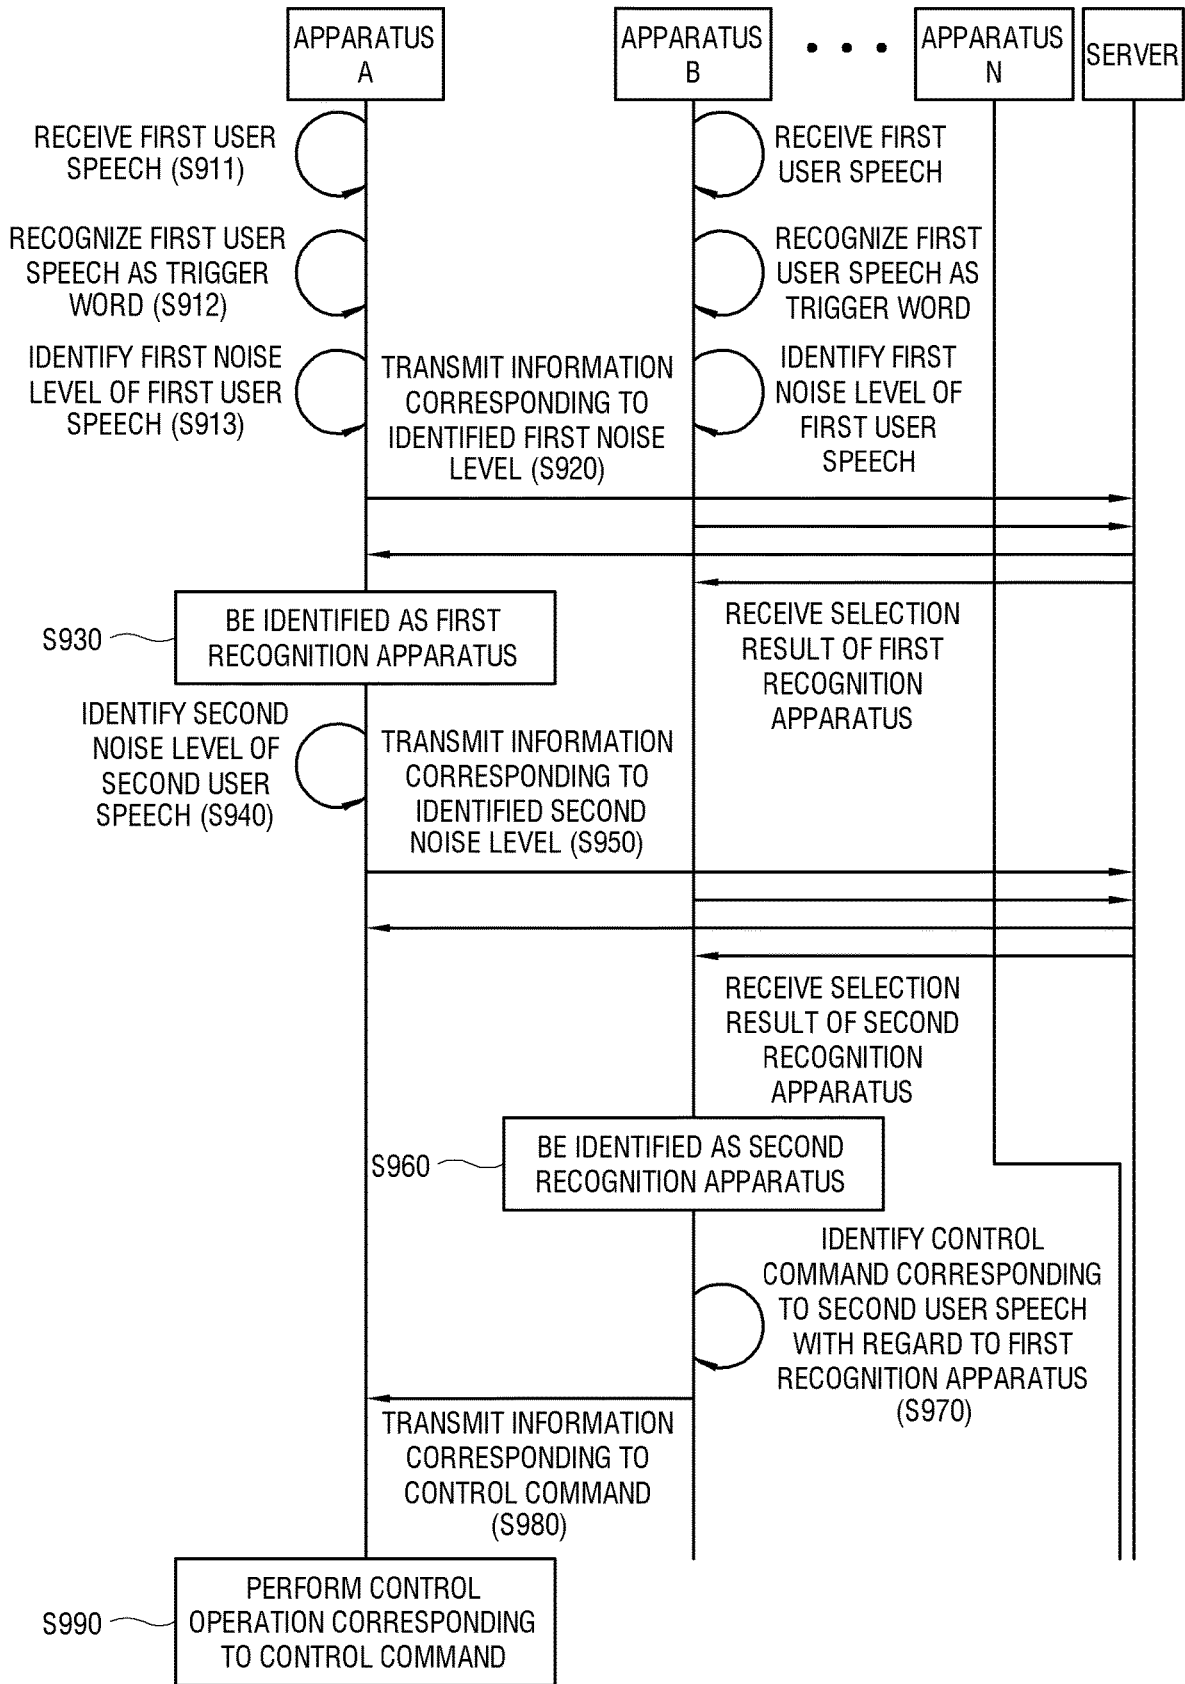 APPARATUS
A
APPARATUS
B
• • •
APPARATUS
N
SERVER
RECEIVE FIRST USER
SPEECH (S911)
RECEIVE FIRST
USER SPEECH
RECOGNIZE FIRST USER
SPEECH AS TRIGGER
WORD (S912)
RECOGNIZE FIRST
USER SPEECH AS
TRIGGER WORD
IDENTIFY FIRST NOISE
LEVEL OF FIRST USER
SPEECH (S913)
TRANSMIT INFORMATION
CORRESPONDING TO
IDENTIFIED FIRST NOISE
LEVEL (S920)
IDENTIFY FIRST
NOISE LEVEL OF
FIRST USER
SPEECH
S930
BE IDENTIFIED AS FIRST
RECOGNITION APPARATUS
RECEIVE SELECTION
RESULT OF FIRST
RECOGNITION
APPARATUS
IDENTIFY SECOND
NOISE LEVEL OF
SECOND USER
SPEECH (S940)
TRANSMIT INFORMATION
CORRESPONDING TO
IDENTIFIED SECOND
NOISE LEVEL (S950)
RECEIVE SELECTION
RESULT OF SECOND
RECOGNITION
APPARATUS
S960
BE IDENTIFIED AS SECOND
RECOGNITION APPARATUS
IDENTIFY CONTROL
COMMAND CORRESPONDING
TO SECOND USER SPEECH
WITH REGARD TO FIRST
RECOGNITION APPARATUS
(S970)
TRANSMIT INFORMATION
CORRESPONDING TO
CONTROL COMMAND
(S980)
S990
PERFORM CONTROL
OPERATION CORRESPONDING
TO CONTROL COMMAND